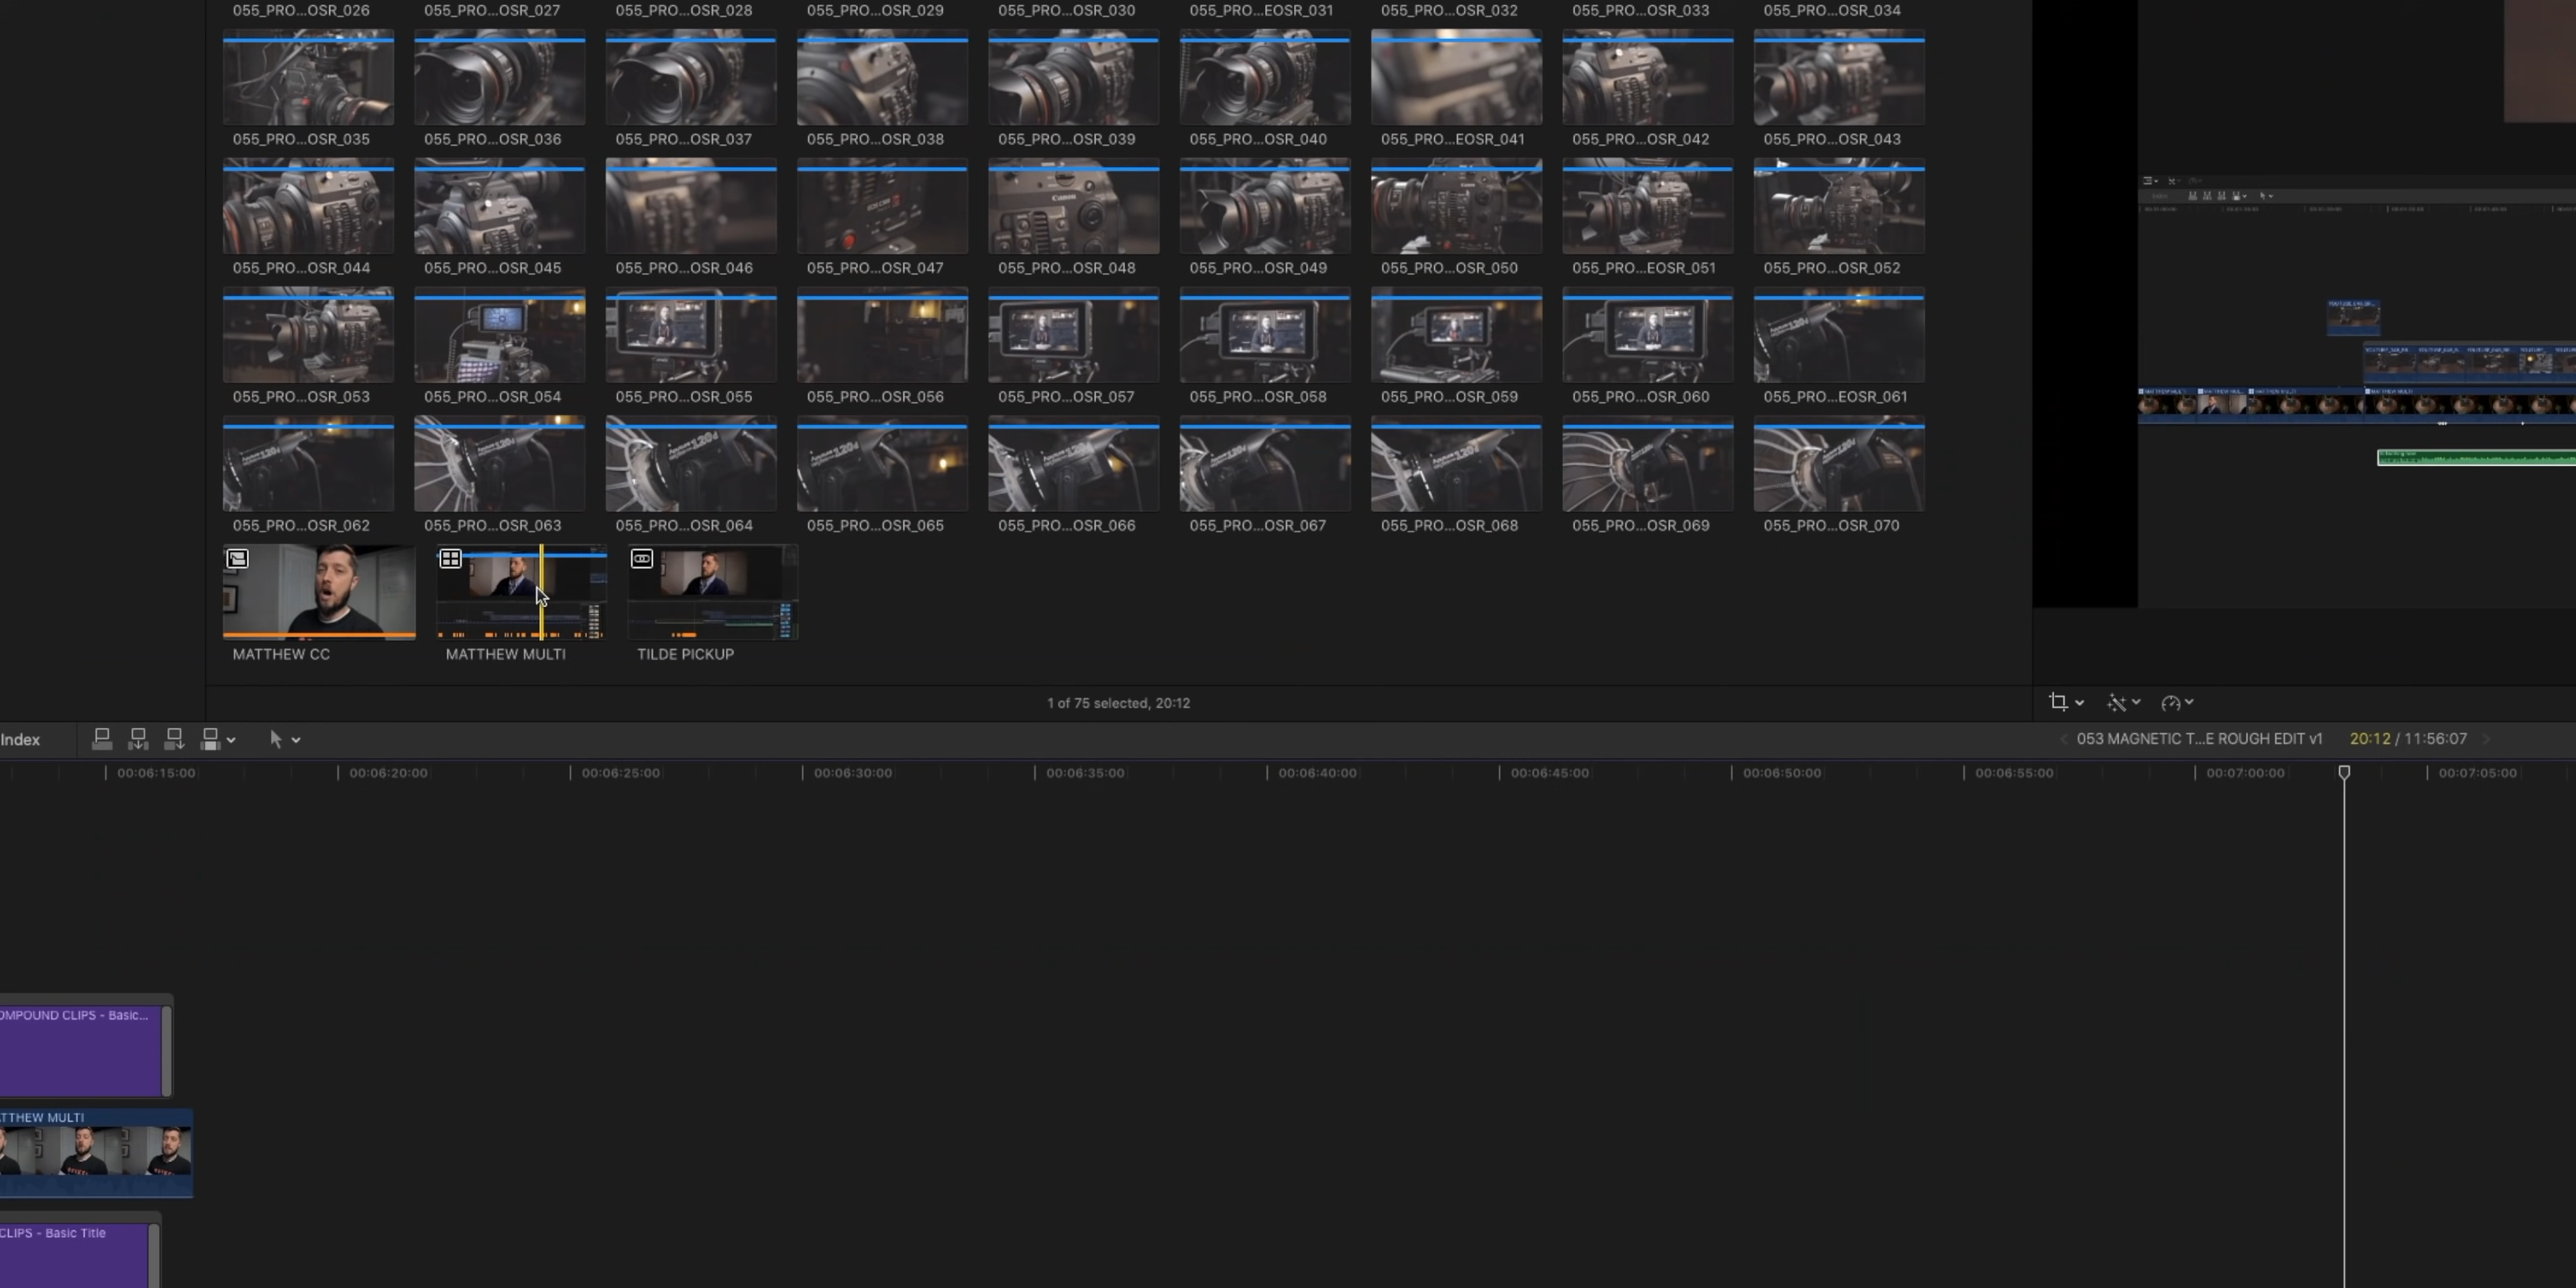 055_PRO...OSR_026 055_PRO...OSR_027 055_PRO...OSR_028 055_PRO...OSR_029 055_PRO...OSR_030 055_PRO...EOSR_031 055_PRO...OSR_032 055_PRO...OSR_033 055_PRO...OSR_034
055_PRO...OSR_035 055_PRO...OSR_036 055_PRO...OSR_037 055_PRO...OSR_038 055_PRO...OSR_039 055_PRO...OSR_040 055_PRO...EOSR_041 055_PRO...OSR_042 055_PRO...OSR_043
Canon
055_PRO...OSR_044 055_PRO...OSR_045 055_PRO...OSR_046 055_PRO...OSR_047 055_PRO...OSR_048 055_PRO...OSR_049 055_PRO...OSR_050 055_PRO...EOSR_051 055_PRO...OSR_052
055_PRO...OSR_053 055_PRO...OSR_054 055_PRO...OSR_055 055_PRO...OSR_056 055_PRO...OSR_057 055_PRO...OSR_058 055_PRO...OSR_059 055_PRO...OSR_060 055_PRO...EOSR_061
055_PRO...OSR_062 055_PRO...OSR_063 055_PRO...OSR_064 055_PRO...OSR_065 055_PRO...OSR_066 055_PRO...OSR_067 055_PRO...OSR_068 055_PRO...OSR_069 055_PRO...OSR_070
MATTHEW CC MATTHEW MULTI TILDE PICKUP
1 of 75 selected, 20:12
Index
053 MAGNETIC T...E ROUGH EDIT v1 20:12 / 11:56:07
00:06:15:00 00:06:20:00 00:06:25:00 00:06:30:00 00:06:35:00 00:06:40:00 00:06:45:00 00:06:50:00 00:06:55:00 00:07:00:00 00:07:05:00
OMPOUND CLIPS - Basic...
TTHEW MULTI
CLIPS - Basic Title